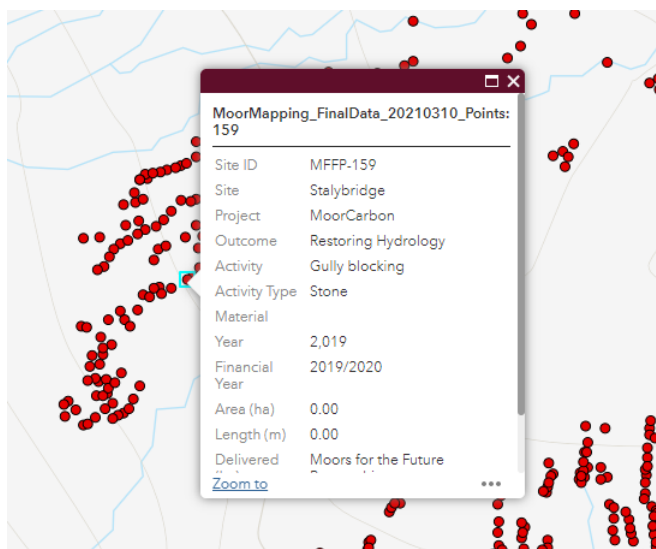 MoorMapping_FinalData_20210310_Points:
159
Site ID MFFP-159
Site Stalybridge
Project MoorCarbon
Outcome Restoring Hydrology
Activity Gully blocking
Activity Type Stone
Material
Year 2,019
Financial 2019/2020
Year
Area (ha) 0.00
Length (m) 0.00
Delivered Moors for the Future
Zoom to